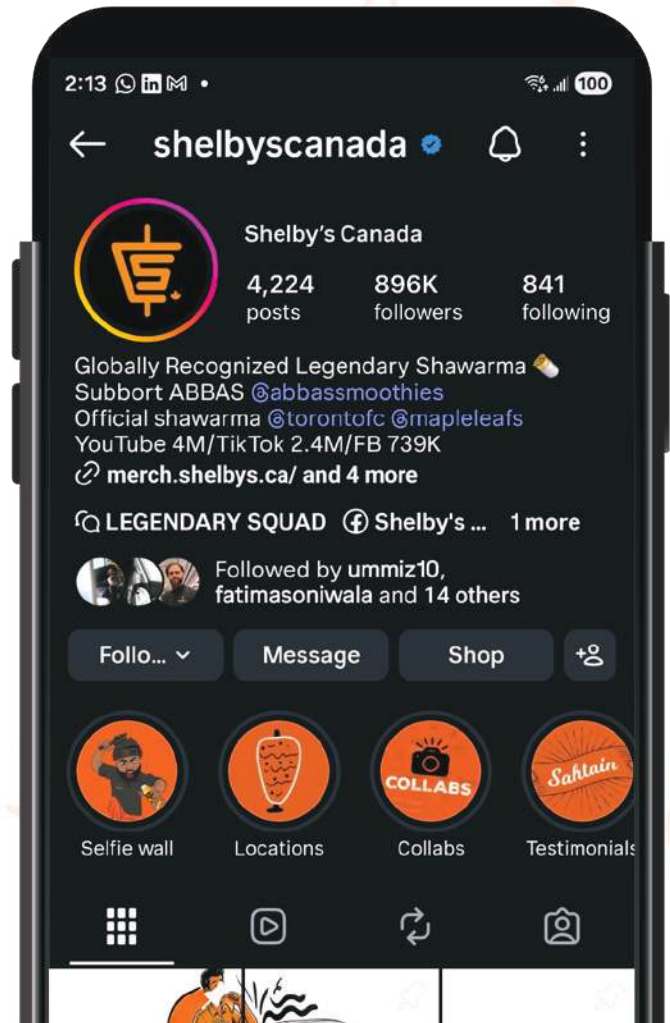 2:13 100
shelbyscanada
Shelby's Canada
4,224 896K 841
posts followers following
Globally Recognized Legendary Shawarma
Subbort ABBAS @abbassmoothies
Official shawarma @torontofc @mapleleafs
YouTube 4M/TikTok 2.4M/FB 739K
merch.shelbys.ca/ and 4 more
LEGENDARY SQUAD Shelby's ... 1 more
Followed by ummiz10,
fatimasoniwala and 14 others
Follo... Message Shop
COLLABS Sahtain
Selfie wall Locations Collabs Testimonials